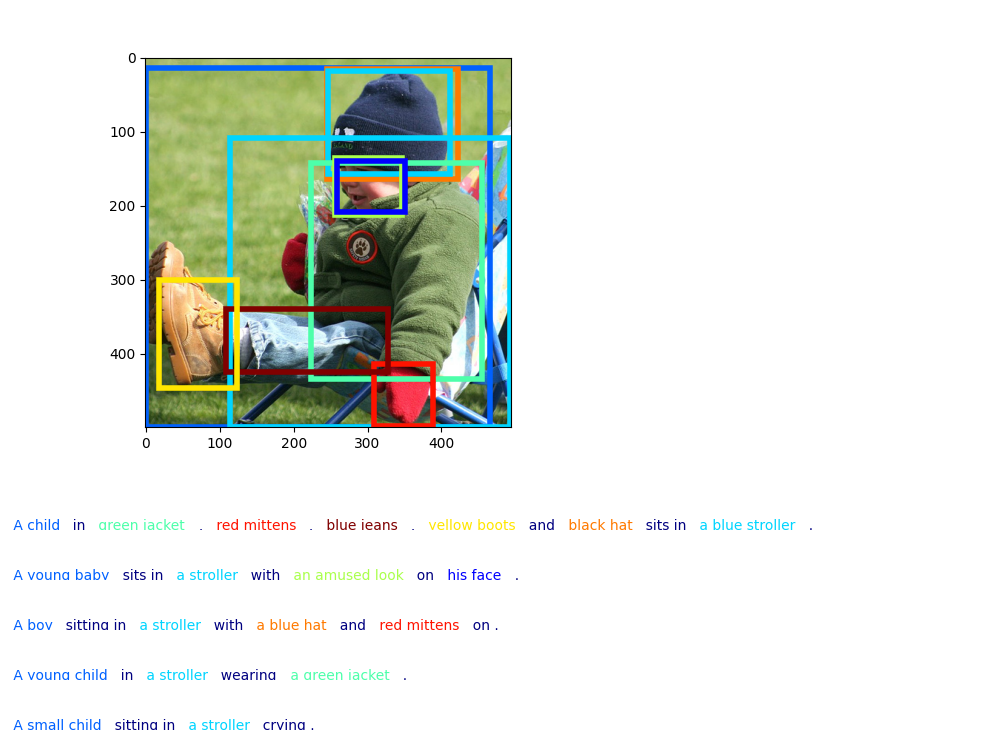 0
100
200
300
400
0 100 200 300 400
A child in green jacket . red mittens . blue jeans . yellow boots and black hat sits in a blue stroller .
A young baby sits in a stroller with an amused look on his face .
A boy sitting in a stroller with a blue hat and red mittens on .
A young child in a stroller wearing a green jacket .
A small child sitting in a stroller crying .